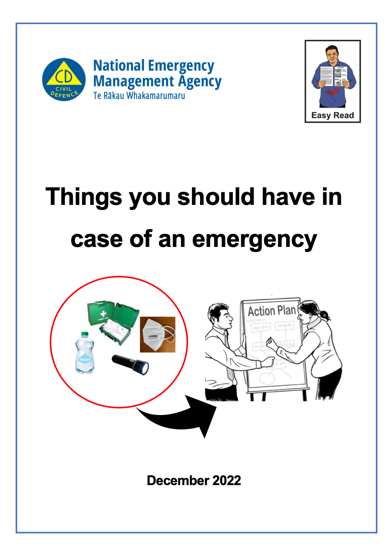 National Emergency
Management Agency
Te Rākau Whakamarumaru
CD
CIVIL
DEFENCE
Easy Read
Things you should have in
case of an emergency
Action Plan
December 2022